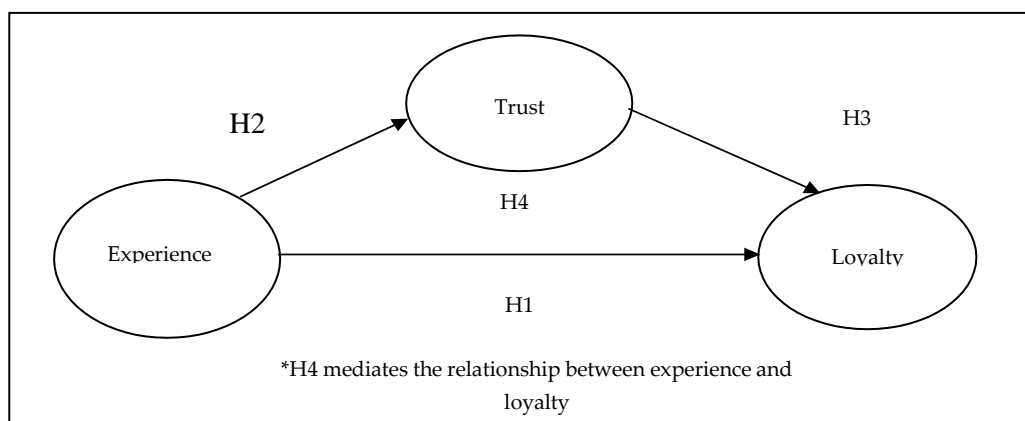 Trust
H2
H3
H4
Experience
Loyalty
H1
*H4 mediates the relationship between experience and
loyalty